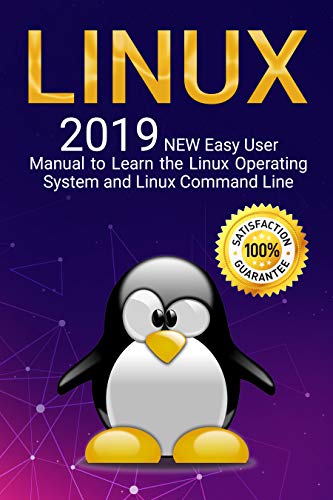 LINUX
2019 NEW Easy User
Manual to Learn the Linux Operating
System and Linux Command Line
SATISFACTION
100%
GUARANTEE